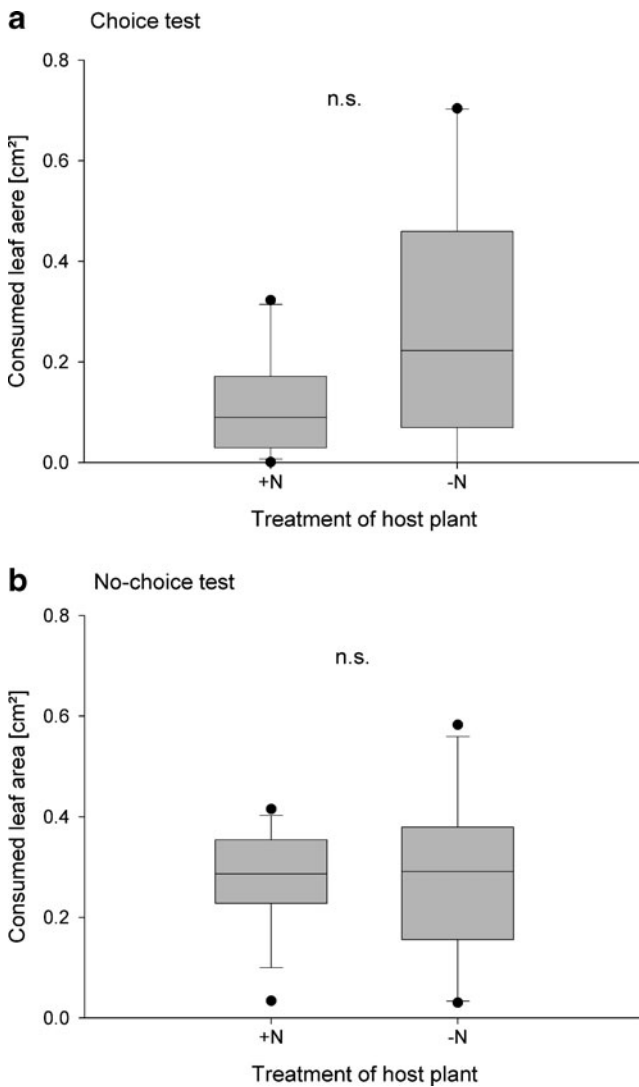 a Choice test
0.8
n.s.
0.6
0.4
0.2
0.0
Consumed leaf aere [cm²]
+N -N
Treatment of host plant
b No-choice test
0.8
n.s.
0.6
0.4
0.2
0.0
Consumed leaf area [cm²]
+N -N
Treatment of host plant